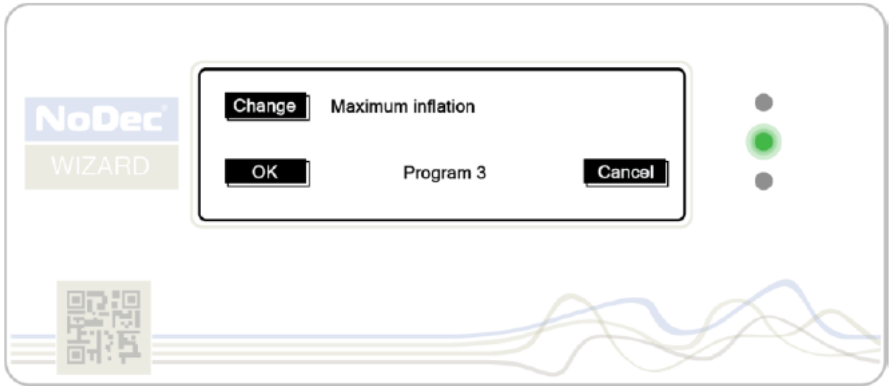 NoDec®
WIZARD
Change Maximum inflation
OK Program 3 Cancel